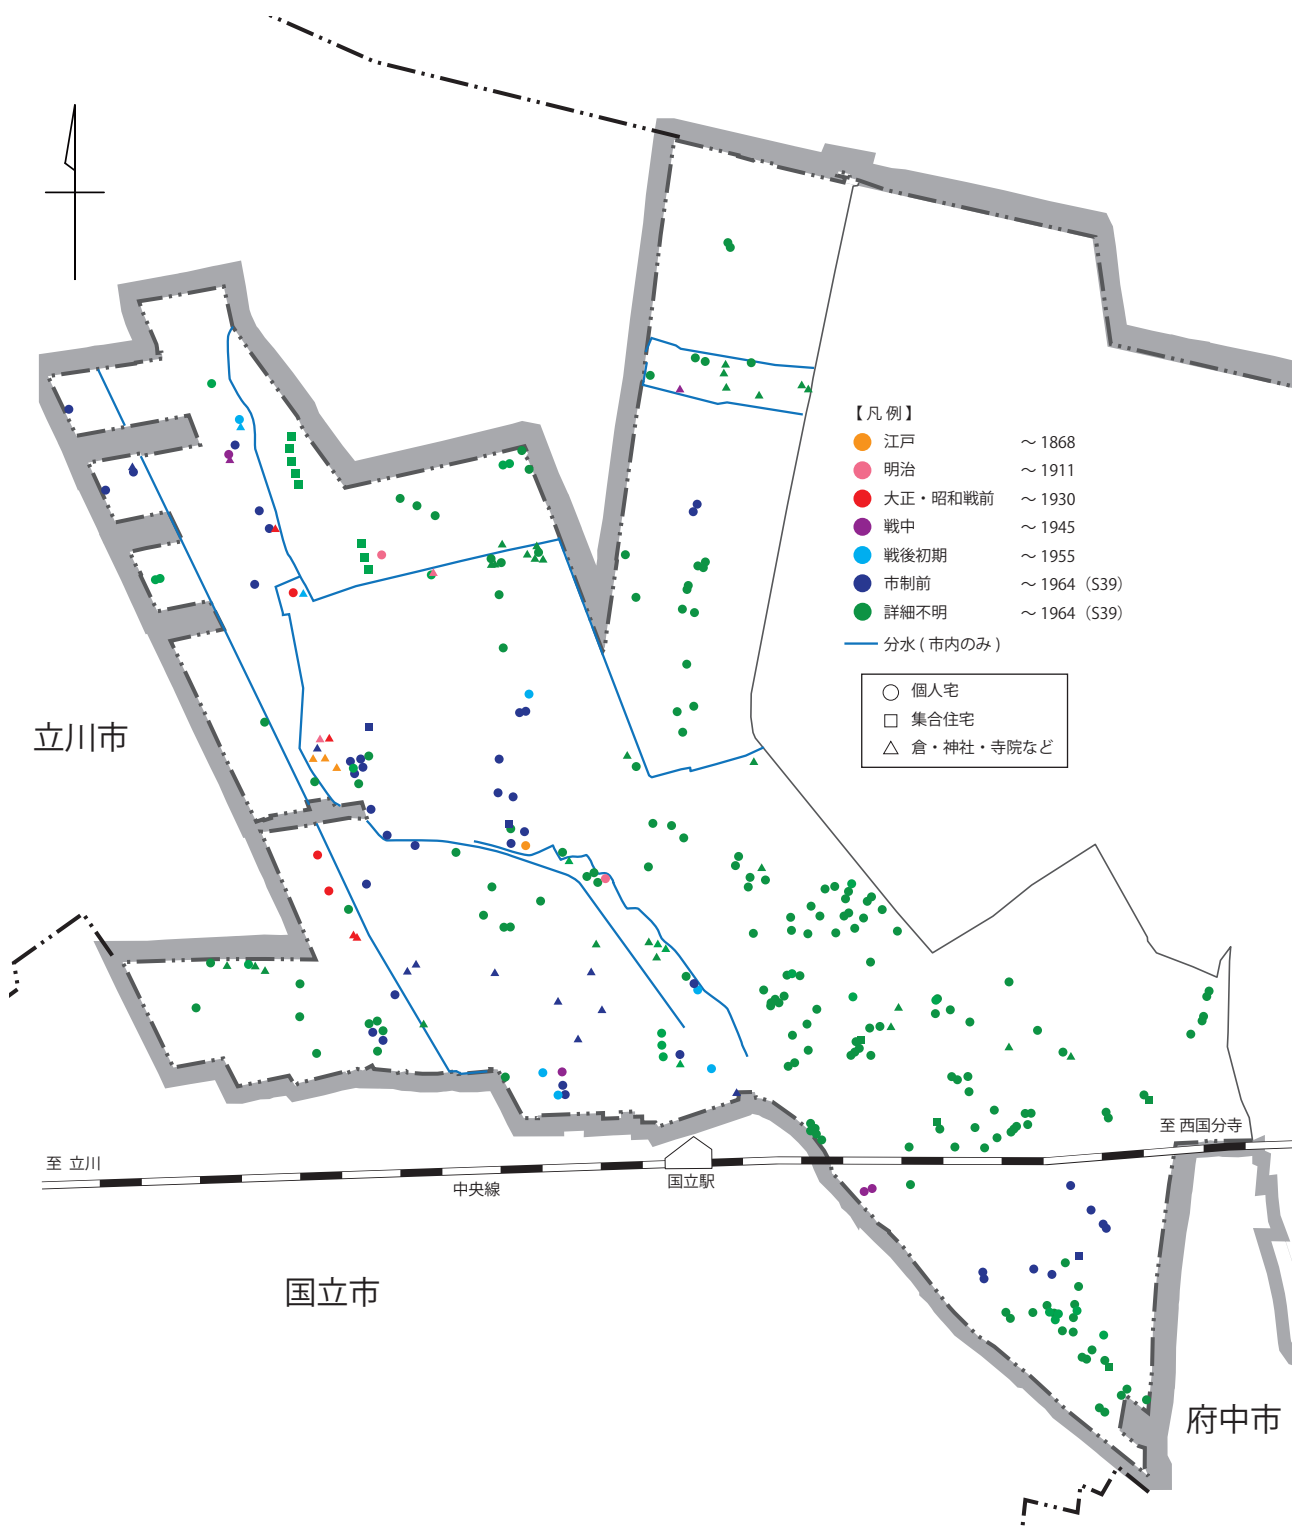 【凡例】
江戸 ～1868
明治 ～1911
大正・昭和戦前 ～1930
戦中 ～1945
戦後初期 ～1955
市制前 ～1964（S39）
詳細不明 ～1964（S39）
分水(市内のみ)
個人宅
集合住宅
倉・神社・寺院など
立川市
至 西国分寺
至 立川
中央線
国立駅
国立市
府中市